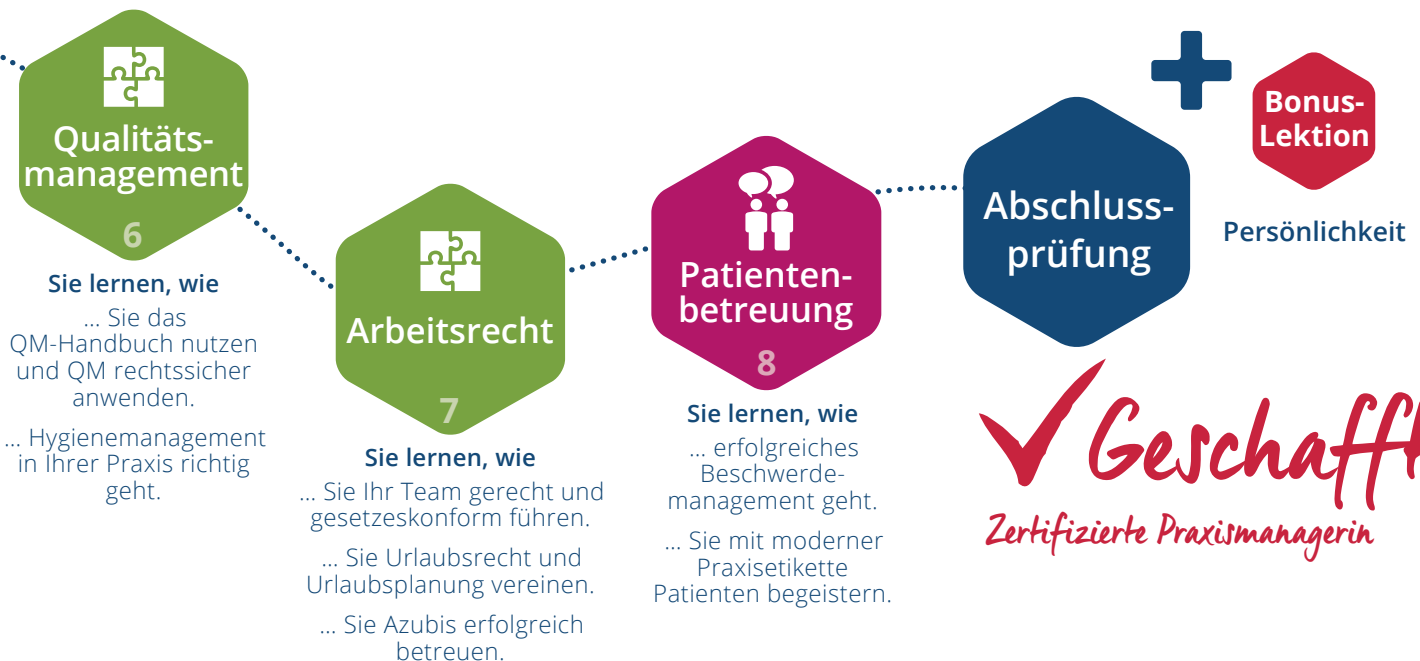 Qualitäts-
management
6
Sie lernen, wie
... Sie das
QM-Handbuch nutzen
und QM rechtssicher
anwenden.
... Hygienemanagement
in Ihrer Praxis richtig
geht.
Arbeitsrecht
7
Sie lernen, wie
... Sie Ihr Team gerecht und
gesetzeskonform führen.
... Sie Urlaubsrecht und
Urlaubsplanung vereinen.
... Sie Azubis erfolgreich
betreuen.
Patienten-
betreuung
8
Sie lernen, wie
... erfolgreiches
Beschwerde-
management geht.
... Sie mit moderner
Praxisetikette
Patienten begeistern.
Abschluss-
prüfung
Bonus-
Lektion
Persönlichkeit
Geschafft
Zertifizierte Praxismanagerin